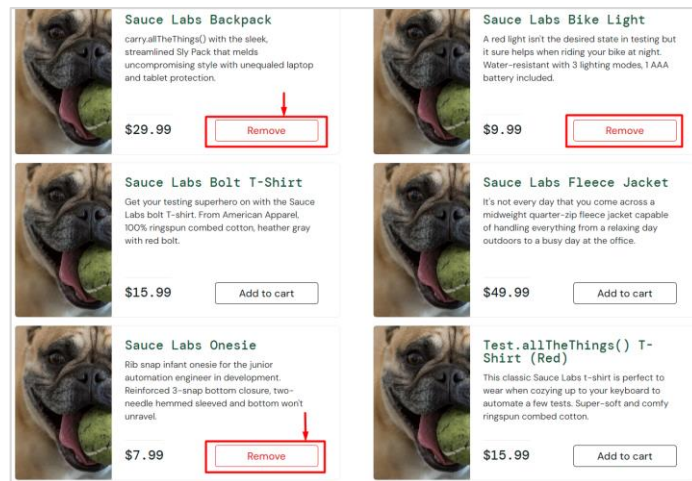 Sauce Labs Backpack
carry.allTheThings() with the sleek,
streamlined Sly Pack that melds
uncompromising style with unequaled laptop
and tablet protection.
$29.99
Remove
Sauce Labs Bike Light
A red light isn't the desired state in testing but
it sure helps when riding your bike at night.
Water-resistant with 3 lighting modes, 1 AAA
battery included.
$9.99
Remove
Sauce Labs Bolt T-Shirt
Get your testing superhero on with the Sauce
Labs bolt T-shirt. From American Apparel,
100% ringspun combed cotton, heather gray
with red bolt.
$15.99
Add to cart
Sauce Labs Fleece Jacket
It's not every day that you come across a
midweight quarter-zip fleece jacket capable
of handling everything from a relaxing day
outdoors to a busy day at the office.
$49.99
Add to cart
Sauce Labs Onesie
Rib snap infant onesie for the junior
automation engineer in development.
Reinforced 3-snap bottom closure, two-
needle hemmed sleeved and bottom won't
unravel.
$7.99
Remove
Test.allTheThings() T-
Shirt (Red)
This classic Sauce Labs t-shirt is perfect to
wear when cozying up to your keyboard to
automate a few tests. Super-soft and comfy
ringspun combed cotton.
$15.99
Add to cart